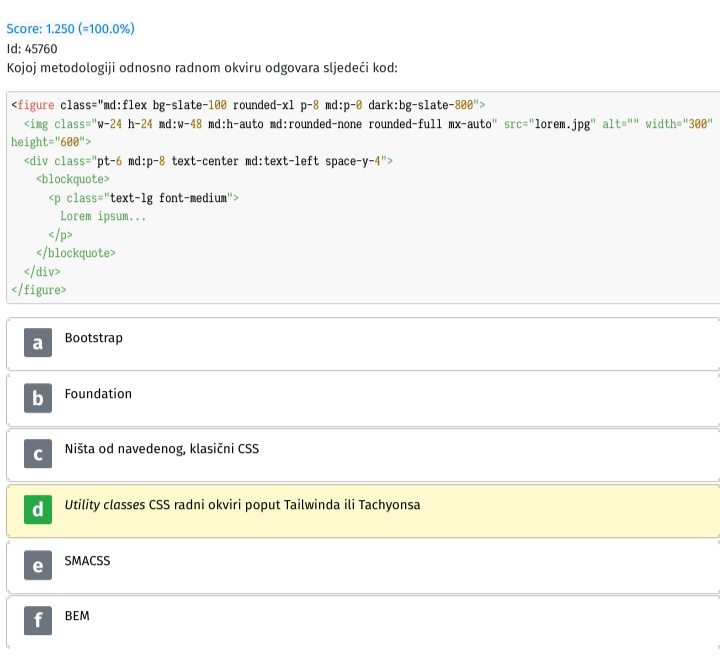 Score: 1.250 (=100.0%)
Id: 45760
Kojoj metodologiji odnosno radnom okviru odgovara sljedeći kod:
<figure class="md:flex bg-slate-100 rounded-xl p-8 md:p-0 dark:bg-slate-800">
<img class="w-24 h-24 md:w-48 md:h-auto md:rounded-none rounded-full mx-auto" src="lorem.jpg" alt="" width="300"
height="600">
<div class="pt-6 md:p-8 text-center md:text-left space-y-4">
<blockquote>
<p class="text-lg font-medium">
Lorem ipsum...
</p>
</blockquote>
</div>
</figure>
a Bootstrap
b Foundation
c Ništa od navedenog, klasični CSS
d Utility classes CSS radni okviri poput Tailwinda ili Tachyonsa
e SMACSS
f BEM